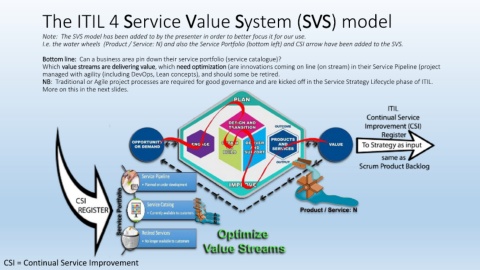 The ITIL 4 Service Value System (SVS) model
Note: The SVS model has been added to by the presenter in order to better focus it for our use.
I.e. the water wheels (Product / Service: N) and also the Service Portfolio (bottom left) and CSI arrow have been added to the SVS.
Bottom line: Can a business area pin down their service portfolio (service catalogue)?
Which value streams are delivering value, which need optimization (are innovations coming on line (on stream) in their Service Pipeline (project
managed with agility (including DevOps, Lean concepts), and should some be retired.
NB: Traditional or Agile project processes are required for good governance and are kicked off in the Service Strategy Lifecycle phase of ITIL.
More on this in the next slides.
PLAN
DESIGN AND
TRANSITION
OPPORTUNITY
OR DEMAND
ENGAGE
PRODUCTS
AND
SERVICES
VALUE
OUTCOME
OUTPUT
IMPROVE
ITIL
Continual Service
Improvement (CSI)
Register
To Strategy as input
same as
Scrum Product Backlog
CSI
REGISTER
Service Portfolio
Service Pipeline
Service Catalog
Retired Services
Product / Service: N
Optimize
Value Streams
CSI = Continual Service Improvement